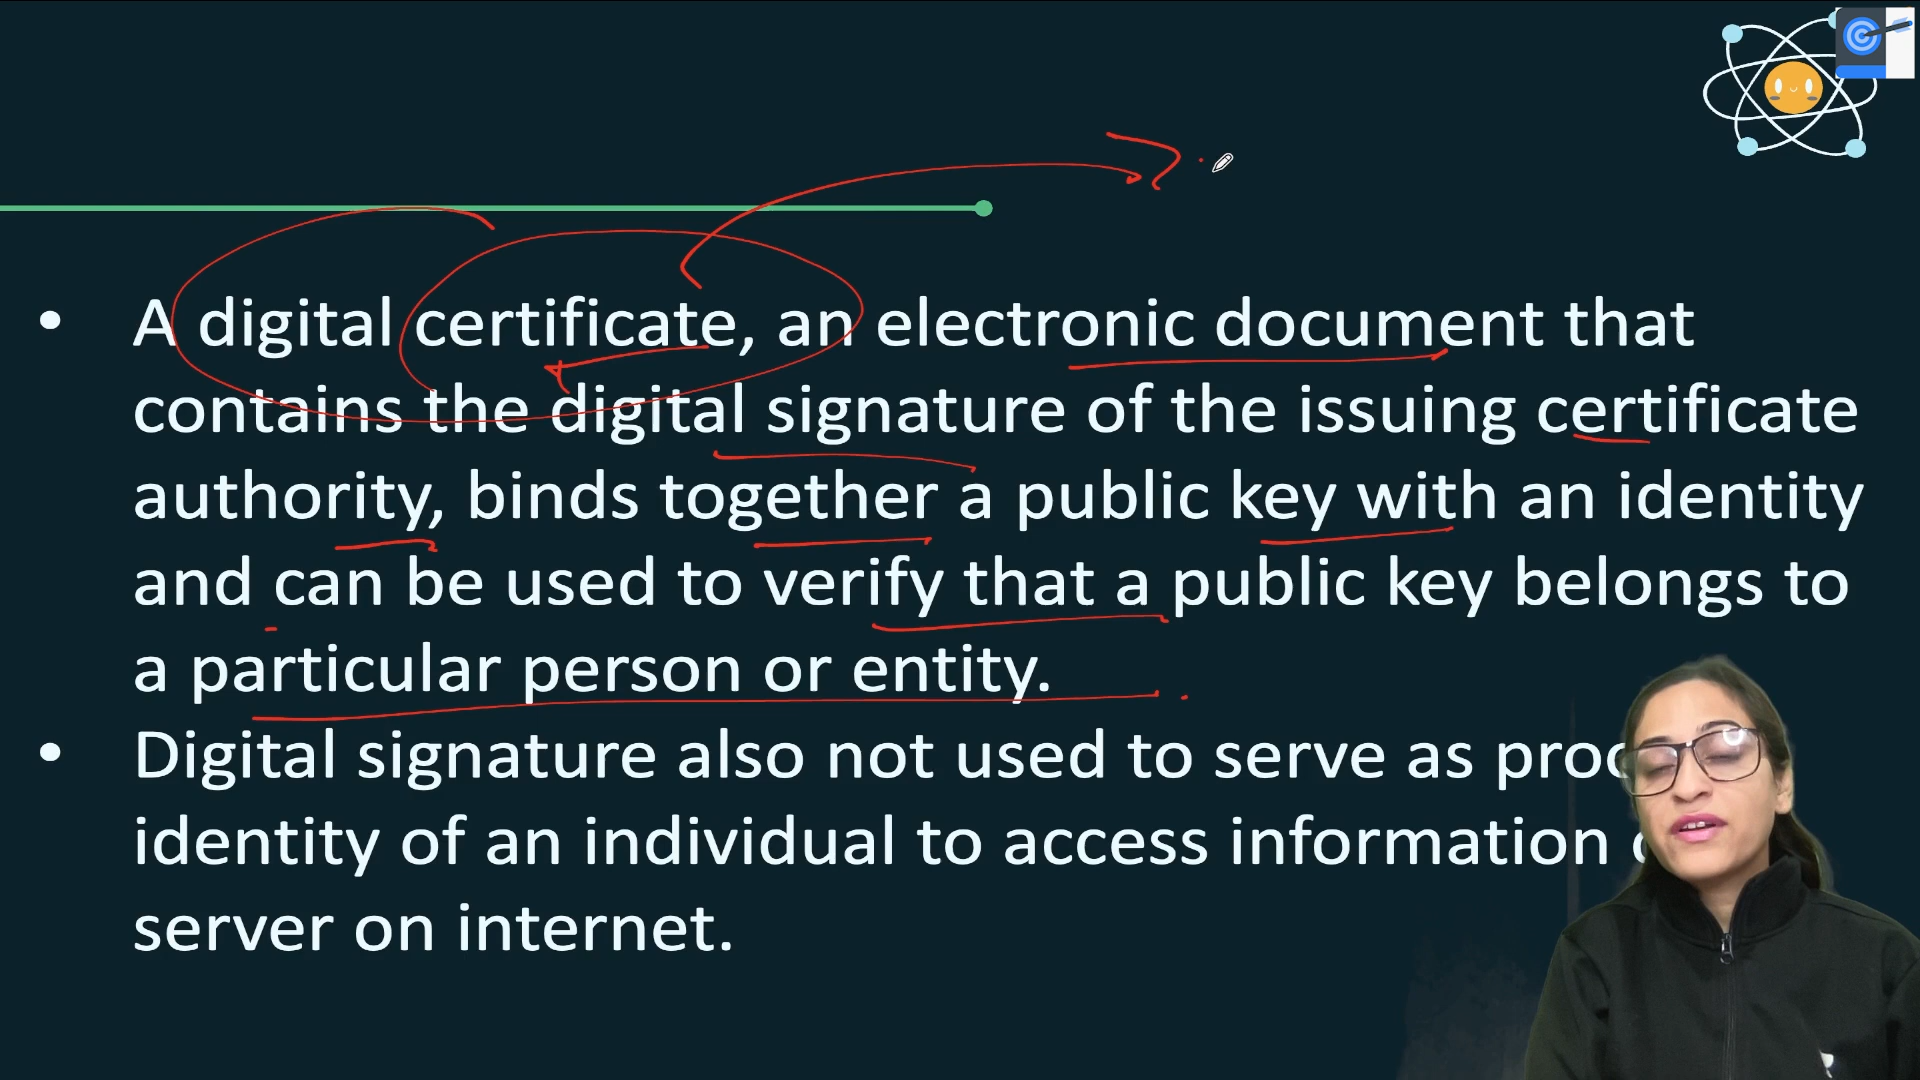 • A digital certificate, an electronic document that
contains the digital signature of the issuing certificate
authority, binds together a public key with an identity
and can be used to verify that a public key belongs to
a particular person or entity.
• Digital signature also not used to serve as
identity of an individual to access information
server on internet.